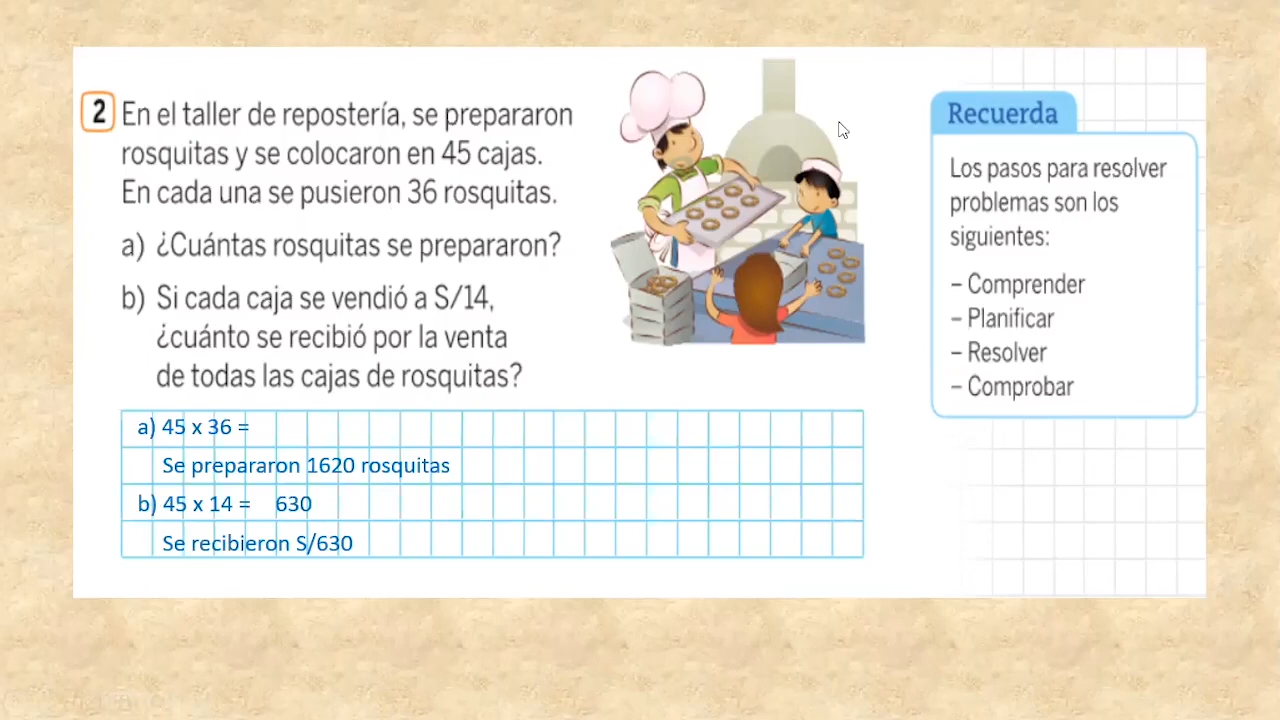 2 En el taller de repostería, se prepararon
rosquitas y se colocaron en 45 cajas.
En cada una se pusieron 36 rosquitas.
a) ¿Cuántas rosquitas se prepararon?
b) Si cada caja se vendió a S/14,
¿cuánto se recibió por la venta
de todas las cajas de rosquitas?
a) 45 x 36 =
Se prepararon 1620 rosquitas
b) 45 x 14 = 630
Se recibieron S/630
Recuerda
Los pasos para resolver
problemas son los
siguientes:
– Comprender
– Planificar
– Resolver
– Comprobar